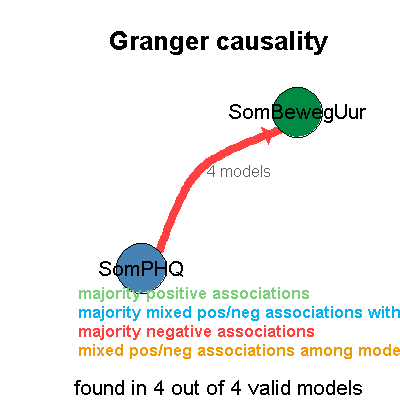 Granger causality
SomBewegUur
4 models
SomPHQ
majority positive associations
majority mixed pos/neg associations with
majority negative associations
mixed pos/neg associations among mode
found in 4 out of 4 valid models